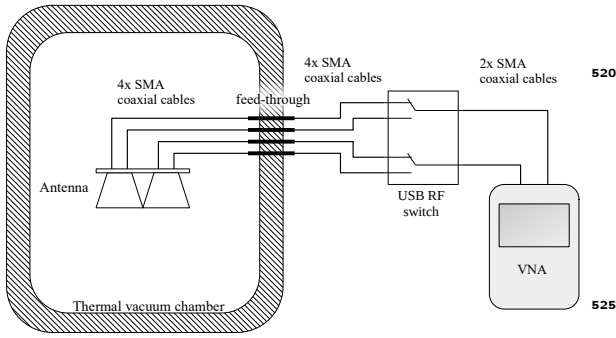 4x SMA
coaxial cables
4x SMA
coaxial cables
2x SMA
coaxial cables
520
feed-through
Antenna
USB RF
switch
VNA
Thermal vacuum chamber
525